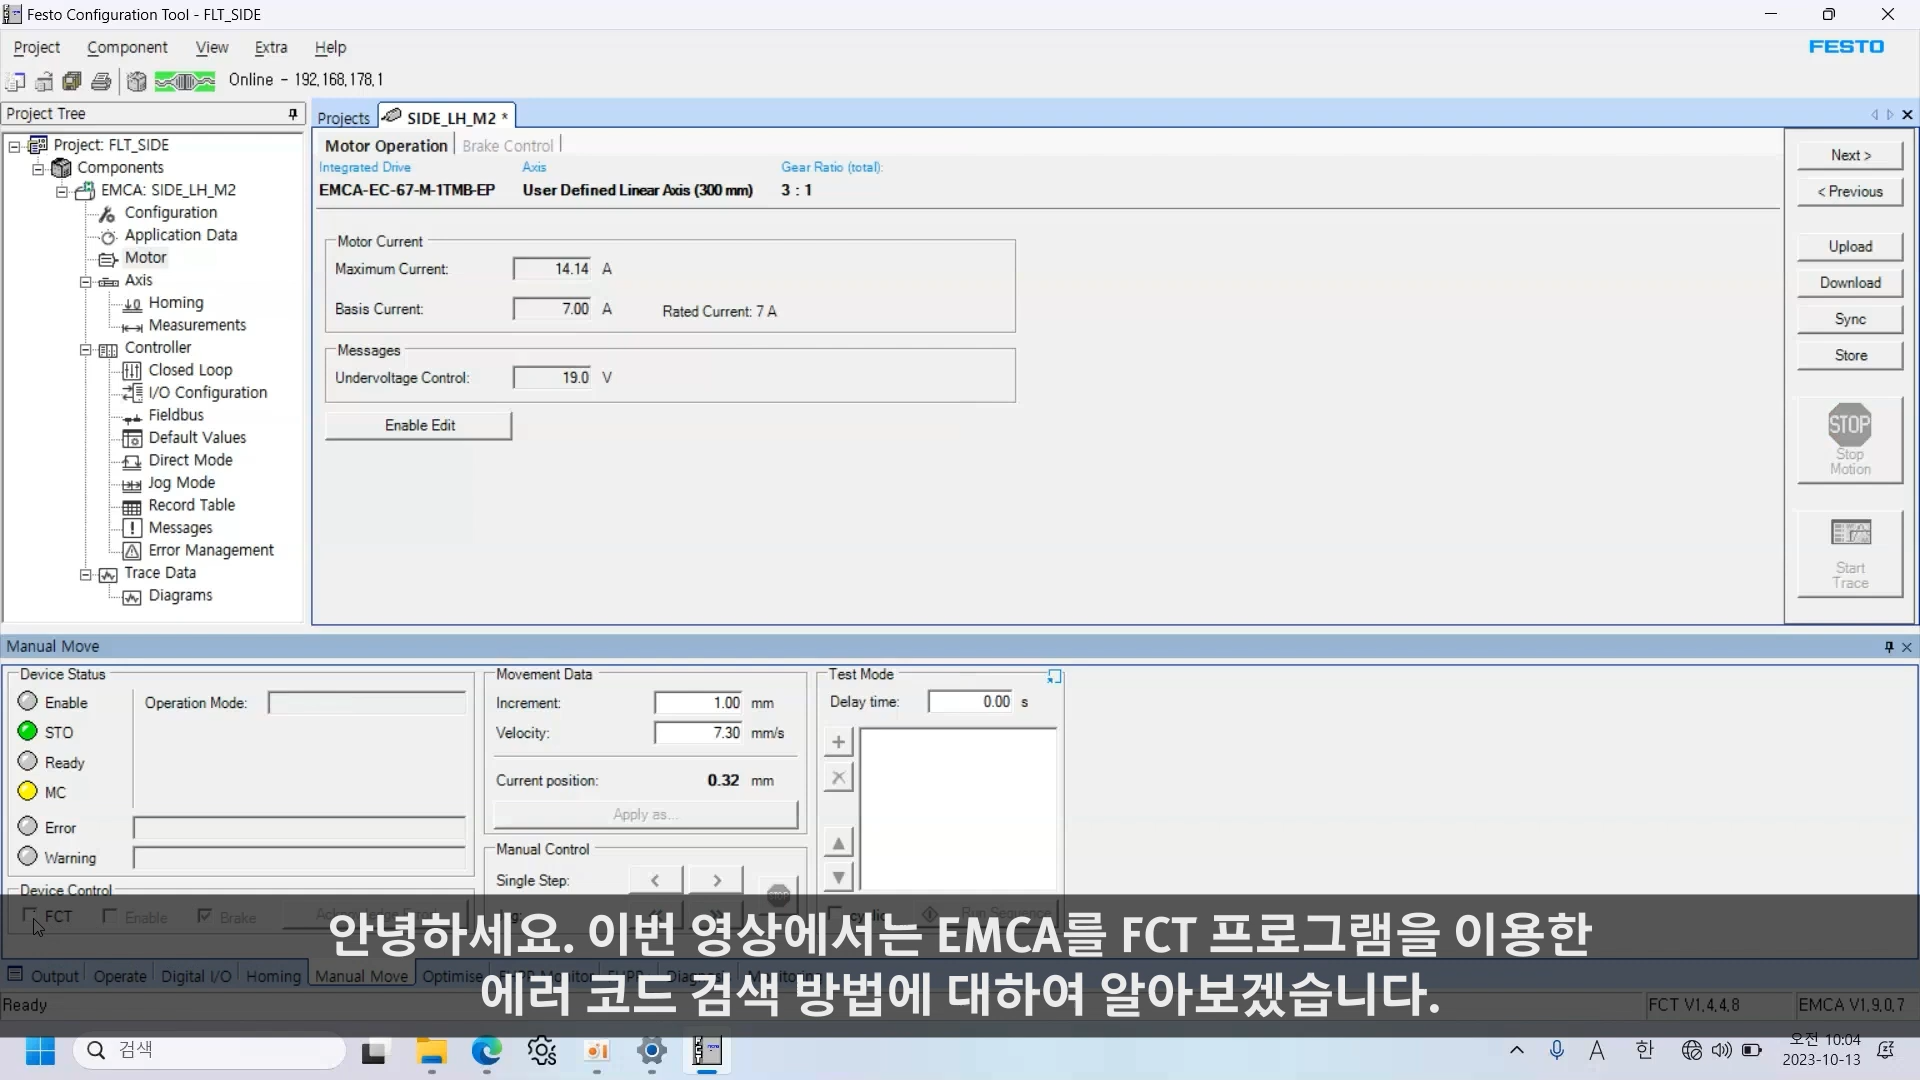 Festo Configuration Tool - FLT_SIDE
Project Component View Extra Help
FESTO
Online - 192,168,178,1
Project Tree
Project: FLT_SIDE
Components
EMCA: SIDE_LH_M2
Configuration
Application Data
Motor
Axis
Homing
Measurements
Controller
Closed Loop
I/O Configuration
Fieldbus
Default Values
Direct Mode
Jog Mode
Record Table
Messages
Error Management
Trace Data
Diagrams
Projects SIDE_LH_M2 *
Motor Operation Brake Control
Integrated Drive Axis Gear Ratio (total):
EMCA-EC-67-M-1TMB-EP User Defined Linear Axis (300 mm) 3 : 1
Motor Current
Maximum Current: 14.14 A
Basis Current: 7.00 A Rated Current: 7 A
Messages
Undervoltage Control: 19.0 V
Enable Edit
Next >
< Previous
Upload
Download
Sync
Store
STOP
Stop
Motion
Start
Trace
Manual Move
Device Status
Enable Operation Mode:
STO
Ready
MC
Error
Warning
Device Control
FCT Enable Brake
Movement Data
Increment: 1.00 mm
Velocity: 7.30 mm/s
Current position: 0.32 mm
Apply as...
Manual Control
Single Step: < >
STOP
Test Mode
Delay time: 0.00 s
Run Sequence
안녕하세요. 이번 영상에서는 EMCA를 FCT 프로그램을 이용한
에러 코드 검색 방법에 대하여 알아보겠습니다.
Output Operate Digital I/O Homing Manual Move Optimise
Ready
FCT V1,4,4,8 EMCA V1,9,0,7
검색
A 한
오전 10:04
2023-10-13